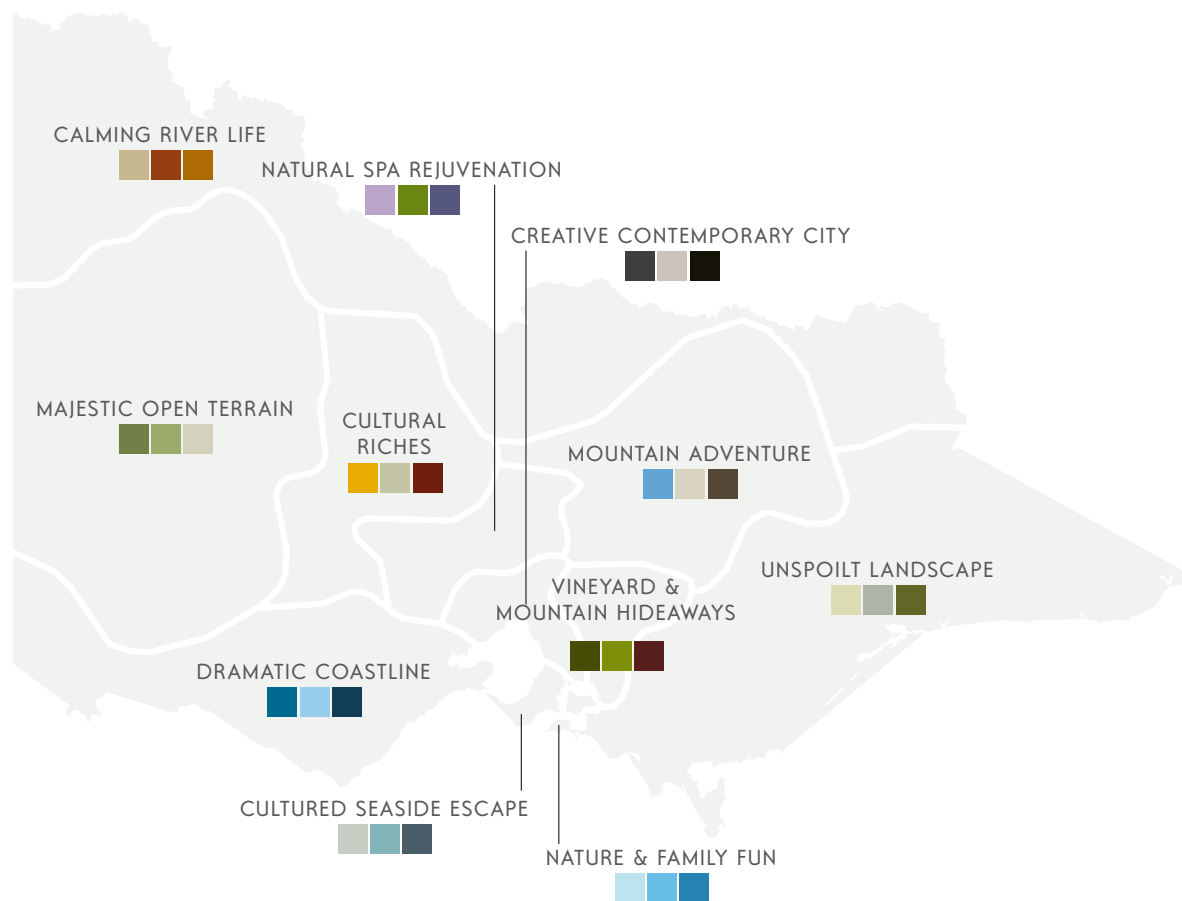 CALMING RIVER LIFE
NATURAL SPA REJUVENATION
CREATIVE CONTEMPORARY CITY
MAJESTIC OPEN TERRAIN
CULTURAL
RICHES
MOUNTAIN ADVENTURE
UNSPOILT LANDSCAPE
VINEYARD &
MOUNTAIN HIDEAWAYS
DRAMATIC COASTLINE
CULTURED SEASIDE ESCAPE
NATURE & FAMILY FUN